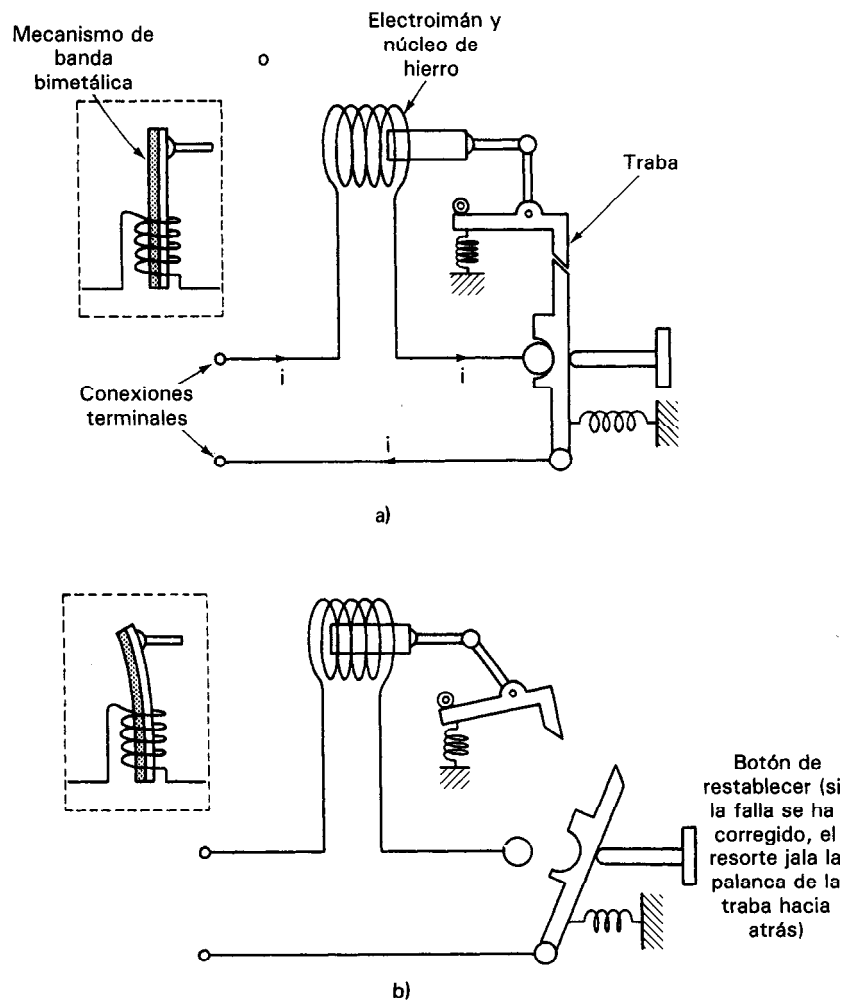 Mecanismo de
banda
bimetálica
o
Electroimán y
núcleo de
hierro
Traba
i
i
Conexiones
terminales
i
a)
Botón de
restablecer (si
la falla se ha
corregido, el
resorte jala la
palanca de la
traba hacia
atrás)
b)